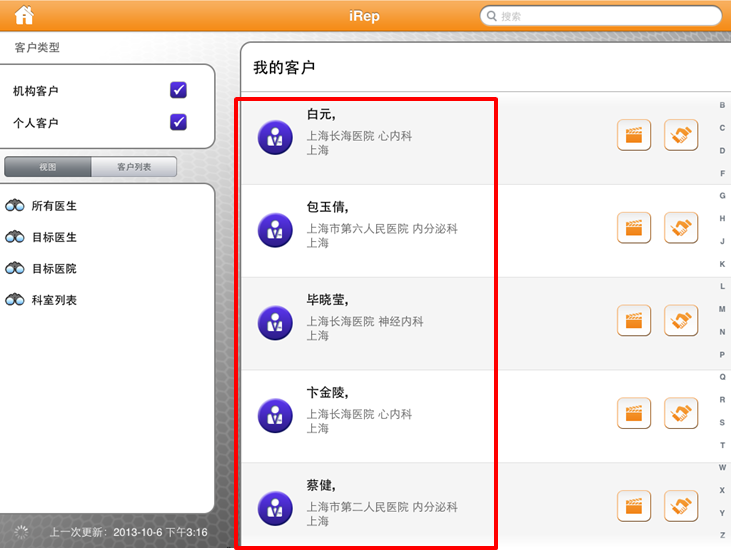 iRep
搜索
客户类型
机构客户
个人客户
视图
客户列表
所有医生
目标医生
目标医院
科室列表
上一次更新：2013-10-6 下午3:16
我的客户
白元,
上海长海医院 心内科
上海
包玉倩,
上海市第六人民医院 内分泌科
上海
毕晓莹,
上海长海医院 神经内科
上海
卞金陵,
上海长海医院 心内科
上海
蔡健,
上海市第二人民医院 内分泌科
上海
B
C
D
F
G
H
J
K
L
M
N
P
Q
R
S
T
W
X
Y
Z